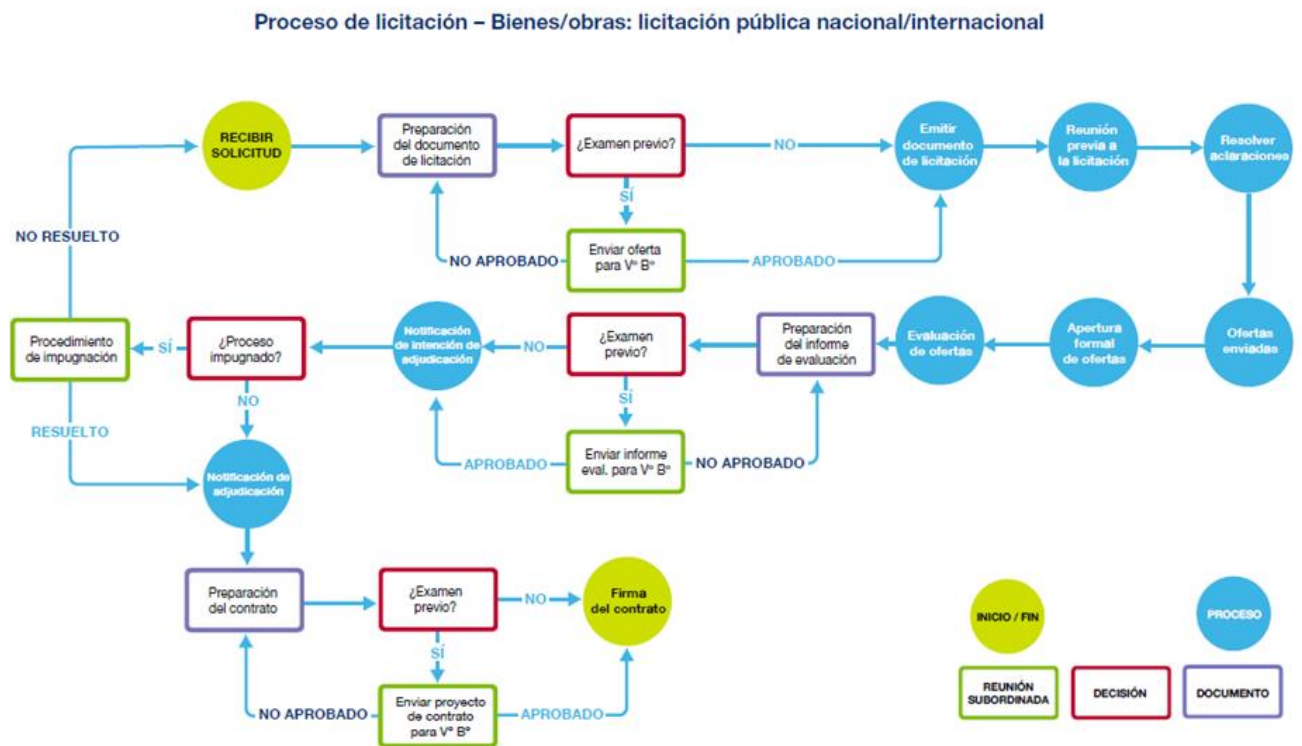 Proceso de licitación – Bienes/obras: licitación pública nacional/internacional
RECIBIR
SOLICITUD
Preparación
del documento
de licitación
¿Examen previo?
NO
Emitir
documento
de licitación
Reunión
previa a
la licitación
Resolver
aclaraciones
SÍ
NO RESUELTO
NO APROBADO
Enviar oferta
para Vº Bº
APROBADO
Procedimiento
de impugnación
SÍ
¿Proceso
impugnado?
Notificación
de intención de
adjudicación
NO
¿Examen
previo?
Preparación
del informe
de evaluación
Evaluación
de ofertas
Apertura
formal
de ofertas
Ofertas
enviadas
NO
SÍ
RESUELTO
APROBADO
Enviar informe
eval. para Vº Bº
NO APROBADO
Notificación de
adjudicación
Preparación
del contrato
¿Examen
previo?
NO
Firma
del contrato
SÍ
NO APROBADO
Enviar proyecto
de contrato
para Vº Bº
APROBADO
INICIO / FIN
PROCESO
REUNIÓN
SUBORDINADA
DECISIÓN
DOCUMENTO